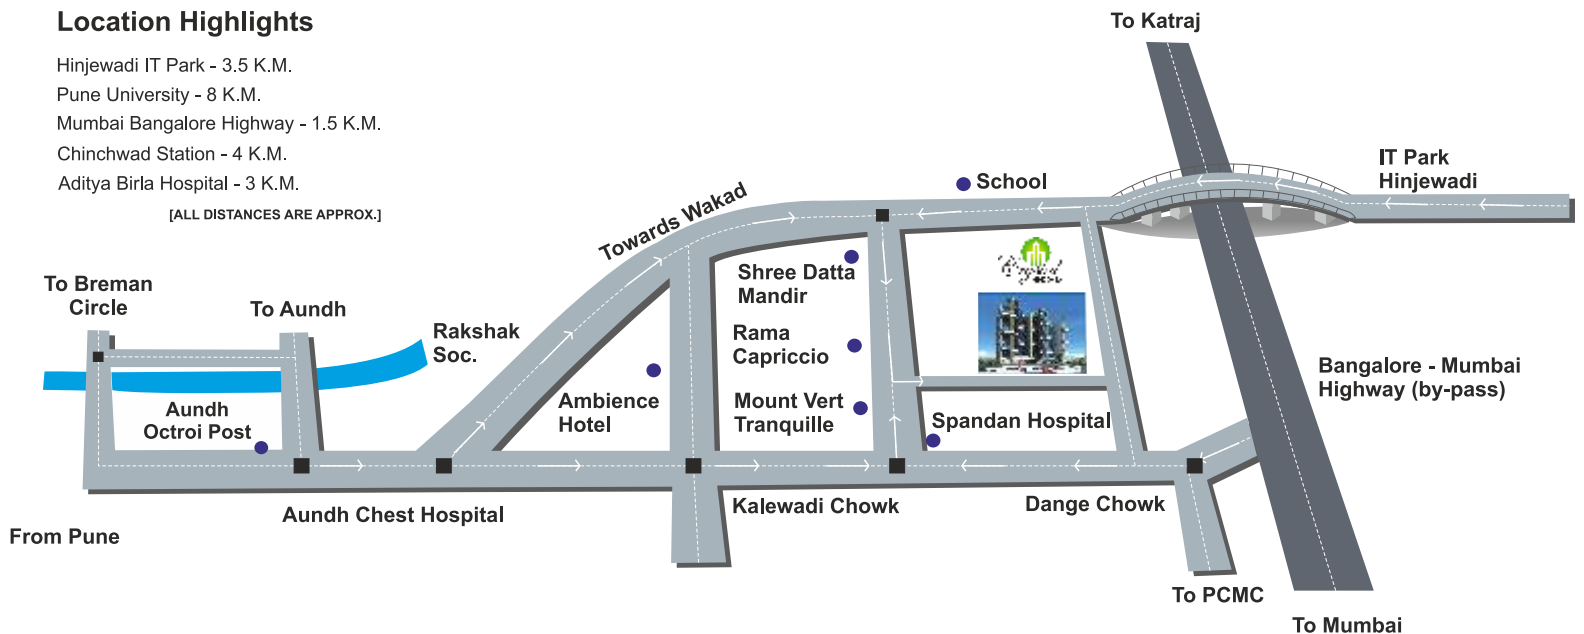 Location Highlights
Hinjewadi IT Park - 3.5 K.M.
Pune University - 8 K.M.
Mumbai Bangalore Highway - 1.5 K.M.
Chinchwad Station - 4 K.M.
Aditya Birla Hospital - 3 K.M.
[ALL DISTANCES ARE APPROX.]
To Katraj
IT Park
Hinjewadi
School
Towards Wakad
To Breman
Circle
To Aundh
Rakshak
Soc.
Shree Datta
Mandir
Rama
Capriccio
Mount Vert
Tranquille
Ambience
Hotel
Aundh
Octroi Post
Spandan Hospital
Bangalore - Mumbai
Highway (by-pass)
Aundh Chest Hospital
Kalewadi Chowk
Dange Chowk
From Pune
To PCMC
To Mumbai